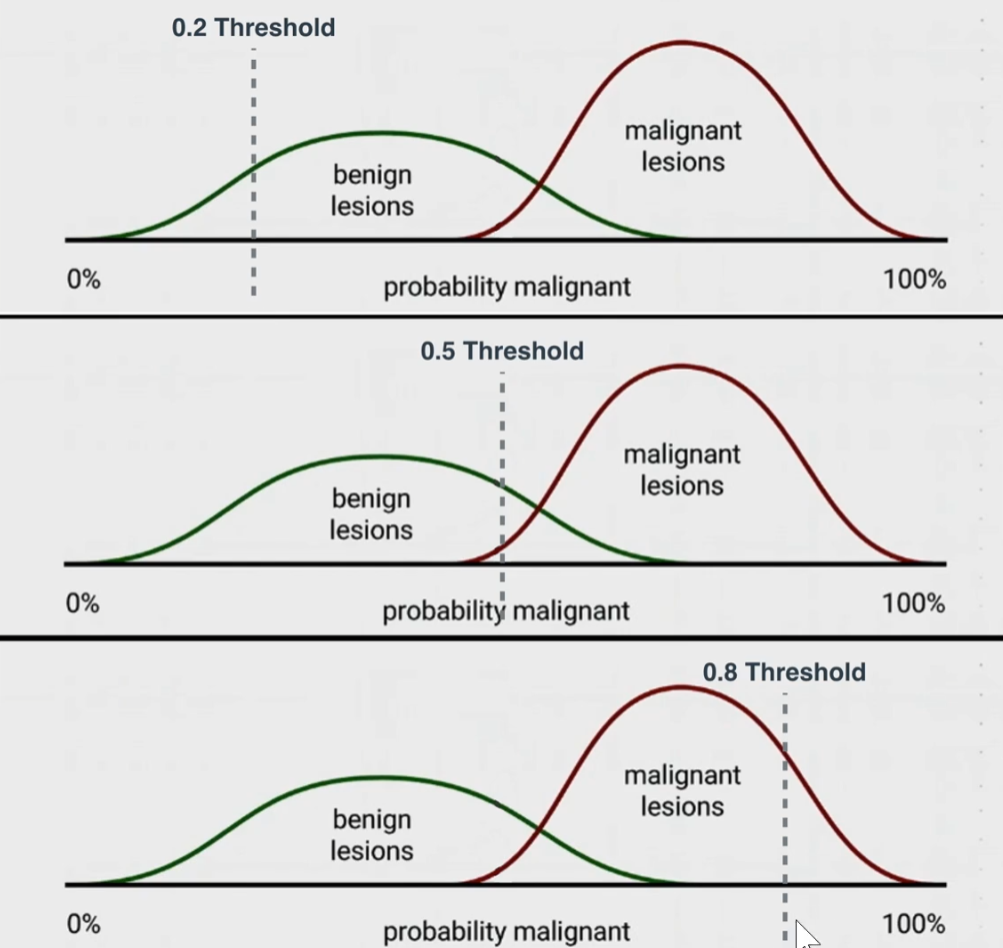 0.2 Threshold
malignant
lesions
benign
lesions
0%
probability malignant
100%
0.5 Threshold
malignant
lesions
benign
lesions
0%
probability malignant
100%
0.8 Threshold
malignant
lesions
benign
lesions
0%
probability malignant
100%